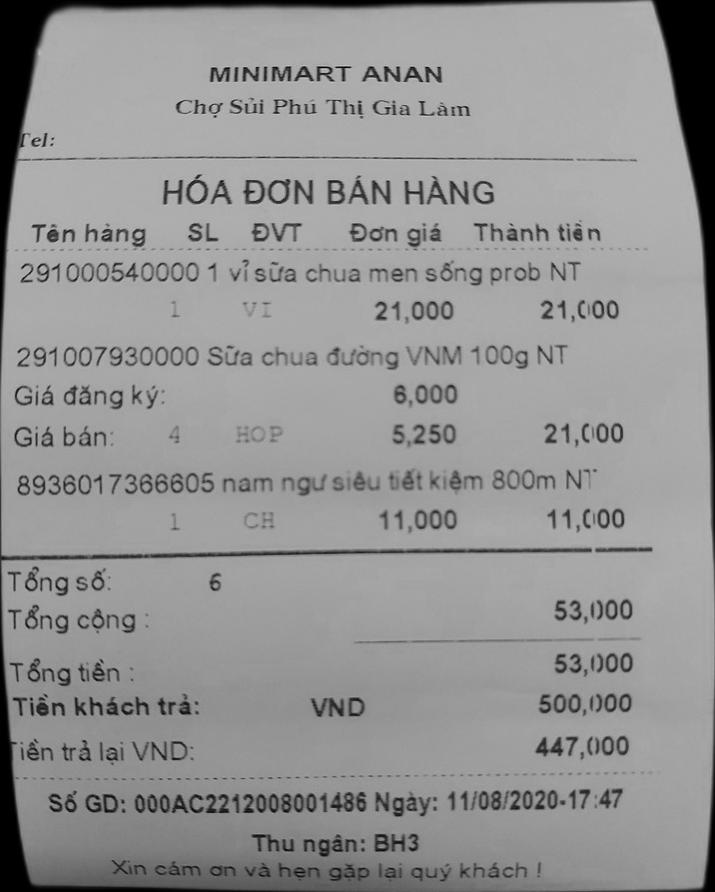 MINIMART ANAN
Chợ Sủi Phú Thị Gia Lâm
Tel:
HÓA ĐƠN BÁN HÀNG
Tên hàng SL ĐVT Đơn giá Thành tiền
291000540000 1 vỉ sữa chua men sống prob NT
1 VI 21,000 21,000
291007930000 Sữa chua đường VNM 100g NT
Giá đăng ký: 6,000
Giá bán: 4 HOP 5,250 21,000
8936017366605 nam ngư siêu tiết kiệm 800m NT
1 CH 11,000 11,000
Tổng số: 6
Tổng cộng : 53,000
Tổng tiền : 53,000
Tiền khách trả: VND 500,000
Tiền trả lại VND: 447,000
Số GD: 000AC2212008001486 Ngày: 11/08/2020-17:47
Thu ngân: BH3
Xin cám ơn và hẹn gặp lại quý khách !